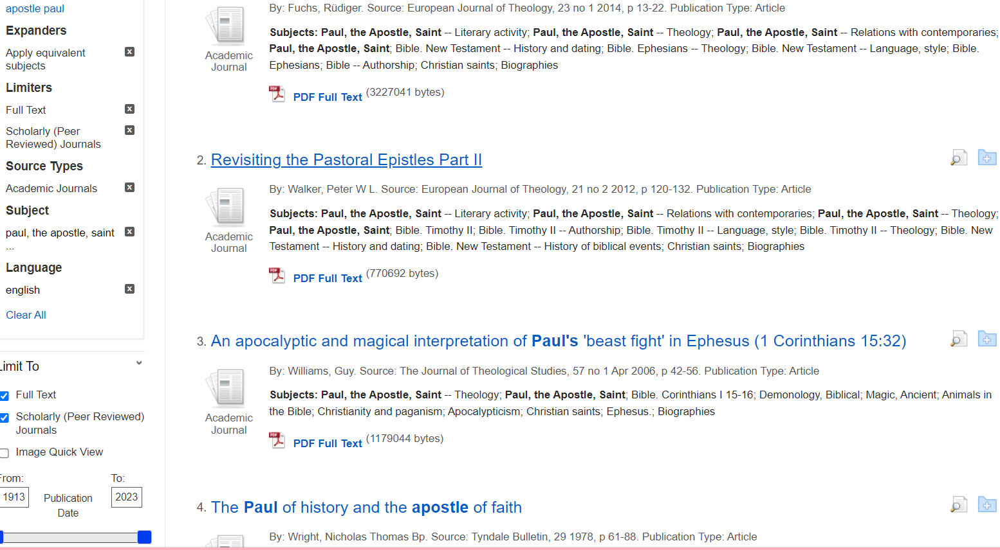 apostle paul
Expanders
Apply equivalent
subjects
Limiters
Full Text
Scholarly (Peer
Reviewed) Journals
Source Types
Academic Journals
Subject
paul, the apostle, saint
...
Language
english
Clear All
Limit To
Full Text
Scholarly (Peer Reviewed)
Journals
Image Quick View
From:
To:
1913
Publication
Date
2023
By: Fuchs, Rüdiger. Source: European Journal of Theology, 23 no 1 2014, p 13-22. Publication Type: Article
Academic
Journal
Subjects: Paul, the Apostle, Saint -- Literary activity; Paul, the Apostle, Saint -- Theology; Paul, the Apostle, Saint -- Relations with contemporaries;
Paul, the Apostle, Saint; Bible. New Testament -- History and dating; Bible. Ephesians -- Theology; Bible. New Testament -- Language, style; Bible.
Ephesians; Bible -- Authorship; Christian saints; Biographies
PDF Full Text (3227041 bytes)
2. Revisiting the Pastoral Epistles Part II
By: Walker, Peter W L. Source: European Journal of Theology, 21 no 2 2012, p 120-132. Publication Type: Article
Academic
Journal
Subjects: Paul, the Apostle, Saint -- Literary activity; Paul, the Apostle, Saint -- Relations with contemporaries; Paul, the Apostle, Saint -- Theology;
Paul, the Apostle, Saint; Bible. Timothy II; Bible. Timothy II -- Authorship; Bible. Timothy II -- Language, style; Bible. Timothy II -- Theology; Bible. New
Testament -- History and dating; Bible. New Testament -- History of biblical events; Christian saints; Biographies
PDF Full Text (770692 bytes)
3. An apocalyptic and magical interpretation of Paul's 'beast fight' in Ephesus (1 Corinthians 15:32)
By: Williams, Guy. Source: The Journal of Theological Studies, 57 no 1 Apr 2006, p 42-56. Publication Type: Article
Academic
Journal
Subjects: Paul, the Apostle, Saint -- Theology; Paul, the Apostle, Saint; Bible. Corinthians I 15-16; Demonology, Biblical; Magic, Ancient; Animals in
the Bible; Christianity and paganism; Apocalypticism; Christian saints; Ephesus.; Biographies
PDF Full Text (1179044 bytes)
4. The Paul of history and the apostle of faith
By: Wright, Nicholas Thomas Bp. Source: Tyndale Bulletin, 29 1978, p 61-88. Publication Type: Article